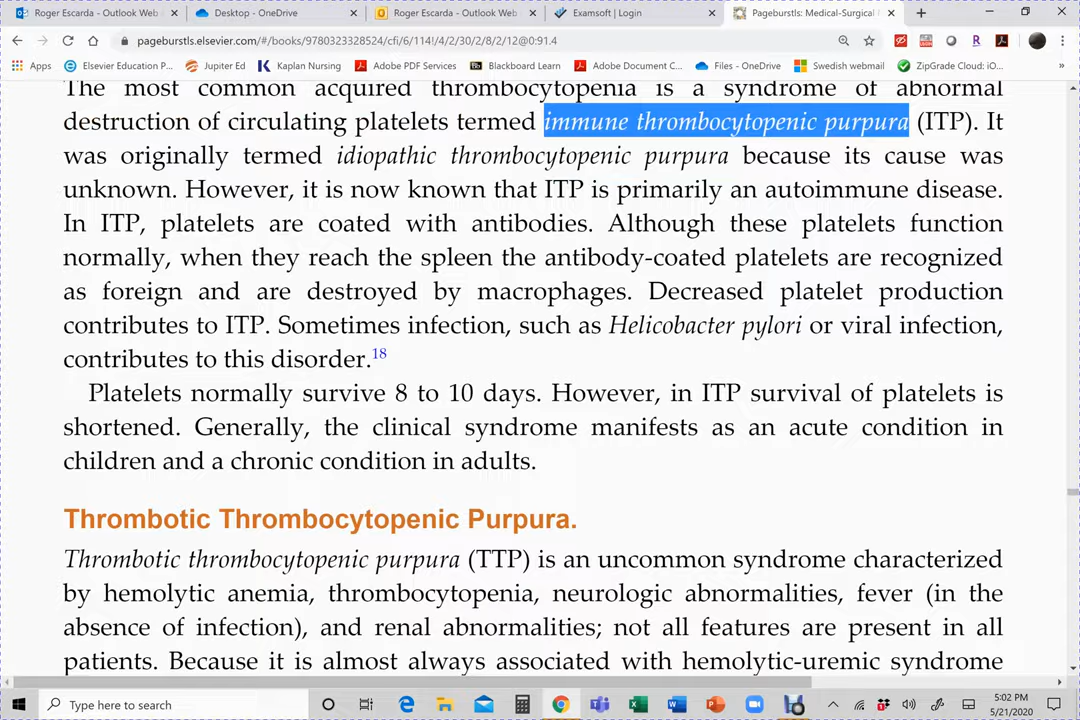 Roger Escarda - Outlook Web
Desktop - OneDrive
Roger Escarda - Outlook Web
Examsoft | Login
Pageburstls: Medical-Surgical
pageburstls.elsevier.com/#/books/9780323328524/cfi/6/114!/4/2/30/2/8/2/12@0:91.4
Apps
Elsevier Education P...
Jupiter Ed
Kaplan Nursing
Adobe PDF Services
Blackboard Learn
Adobe Document C...
Files - OneDrive
Swedish webmail
ZipGrade Cloud: iO...
The most common acquired thrombocytopenia is a syndrome of abnormal
destruction of circulating platelets termed immune thrombocytopenic purpura (ITP). It
was originally termed idiopathic thrombocytopenic purpura because its cause was
unknown. However, it is now known that ITP is primarily an autoimmune disease.
In ITP, platelets are coated with antibodies. Although these platelets function
normally, when they reach the spleen the antibody-coated platelets are recognized
as foreign and are destroyed by macrophages. Decreased platelet production
contributes to ITP. Sometimes infection, such as Helicobacter pylori or viral infection,
contributes to this disorder.18
Platelets normally survive 8 to 10 days. However, in ITP survival of platelets is
shortened. Generally, the clinical syndrome manifests as an acute condition in
children and a chronic condition in adults.
Thrombotic Thrombocytopenic Purpura.
Thrombotic thrombocytopenic purpura (TTP) is an uncommon syndrome characterized
by hemolytic anemia, thrombocytopenia, neurologic abnormalities, fever (in the
absence of infection), and renal abnormalities; not all features are present in all
patients. Because it is almost always associated with hemolytic-uremic syndrome
Type here to search
5:02 PM
5/21/2020